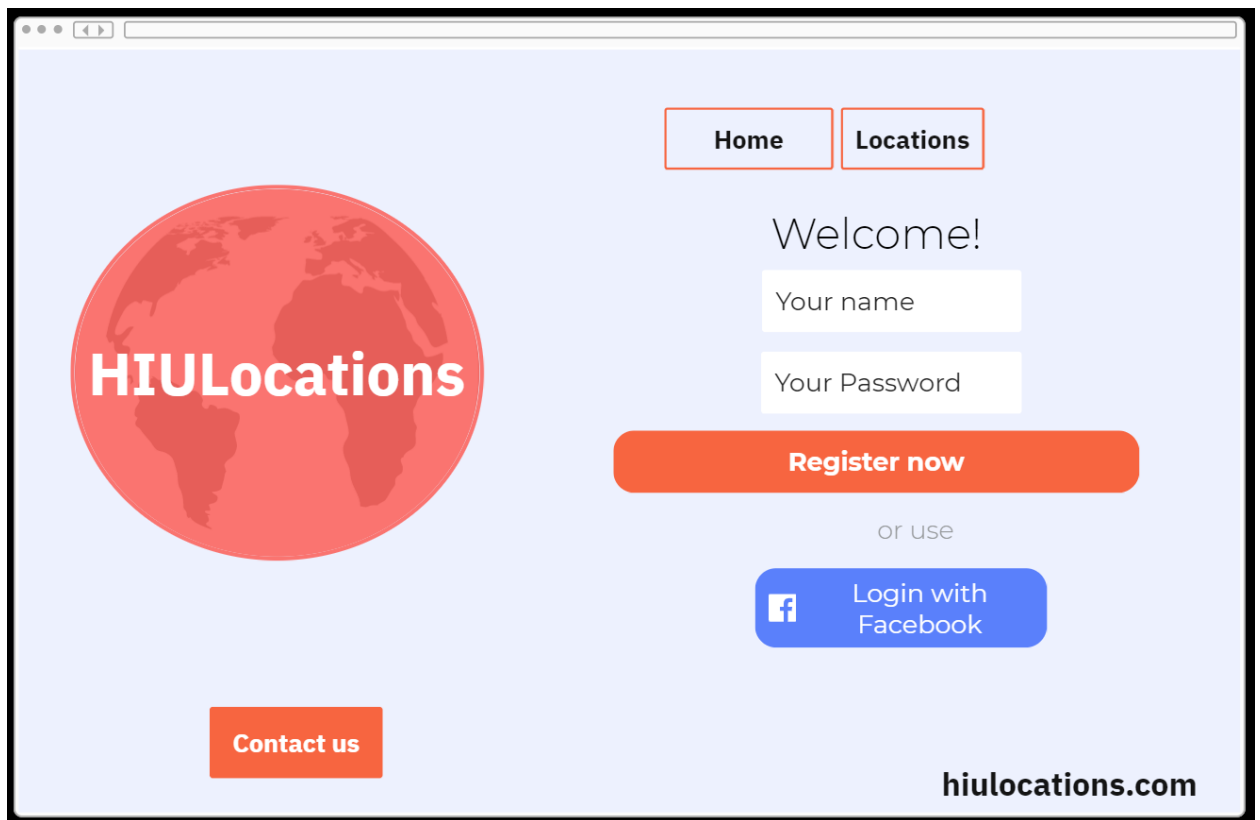 Home
Locations
Welcome!
HIULocations
Your name
Your Password
Register now
or use
Login with
Facebook
Contact us
hiulocations.com